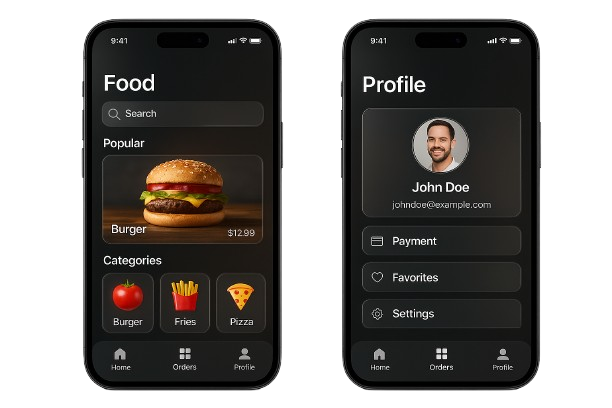 9:41
Food
Search
Popular
Burger
$12.99
Categories
Burger
Fries
Pizza
Home
Orders
Profile
9:41
Profile
John Doe
johndoe@example.com
Payment
Favorites
Settings
Home
Orders
Profile